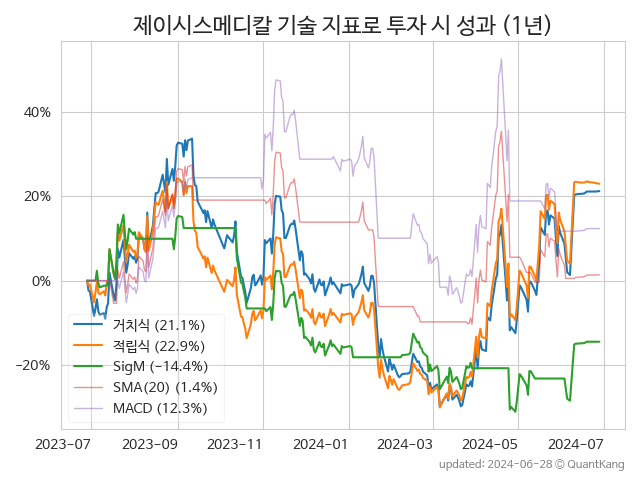 제이시스메디칼 기술 지표로 투자 시 성과 (1년)
40%
20%
0%
−20%
거치식 (21.1%)
적립식 (22.9%)
SigM (−14.4%)
SMA(20) (1.4%)
MACD (12.3%)
2023-07 2023-09 2023-11 2024-01 2024-03 2024-05 2024-07
updated: 2024-06-28 ⓒ QuantKang